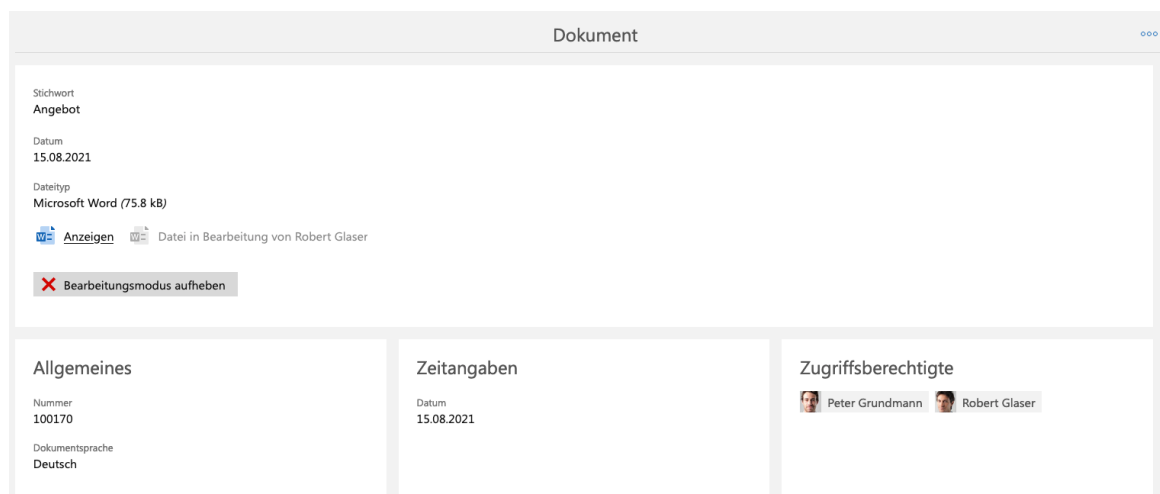 Dokument
Stichwort
Angebot
Datum
15.08.2021
Dateityp
Microsoft Word (75.8 kB)
Anzeigen Datei in Bearbeitung von Robert Glaser
Bearbeitungsmodus aufheben
Allgemeines
Nummer
100170
Dokumentsprache
Deutsch
Zeitangaben
Datum
15.08.2021
Zugriffsberechtigte
Peter Grundmann Robert Glaser